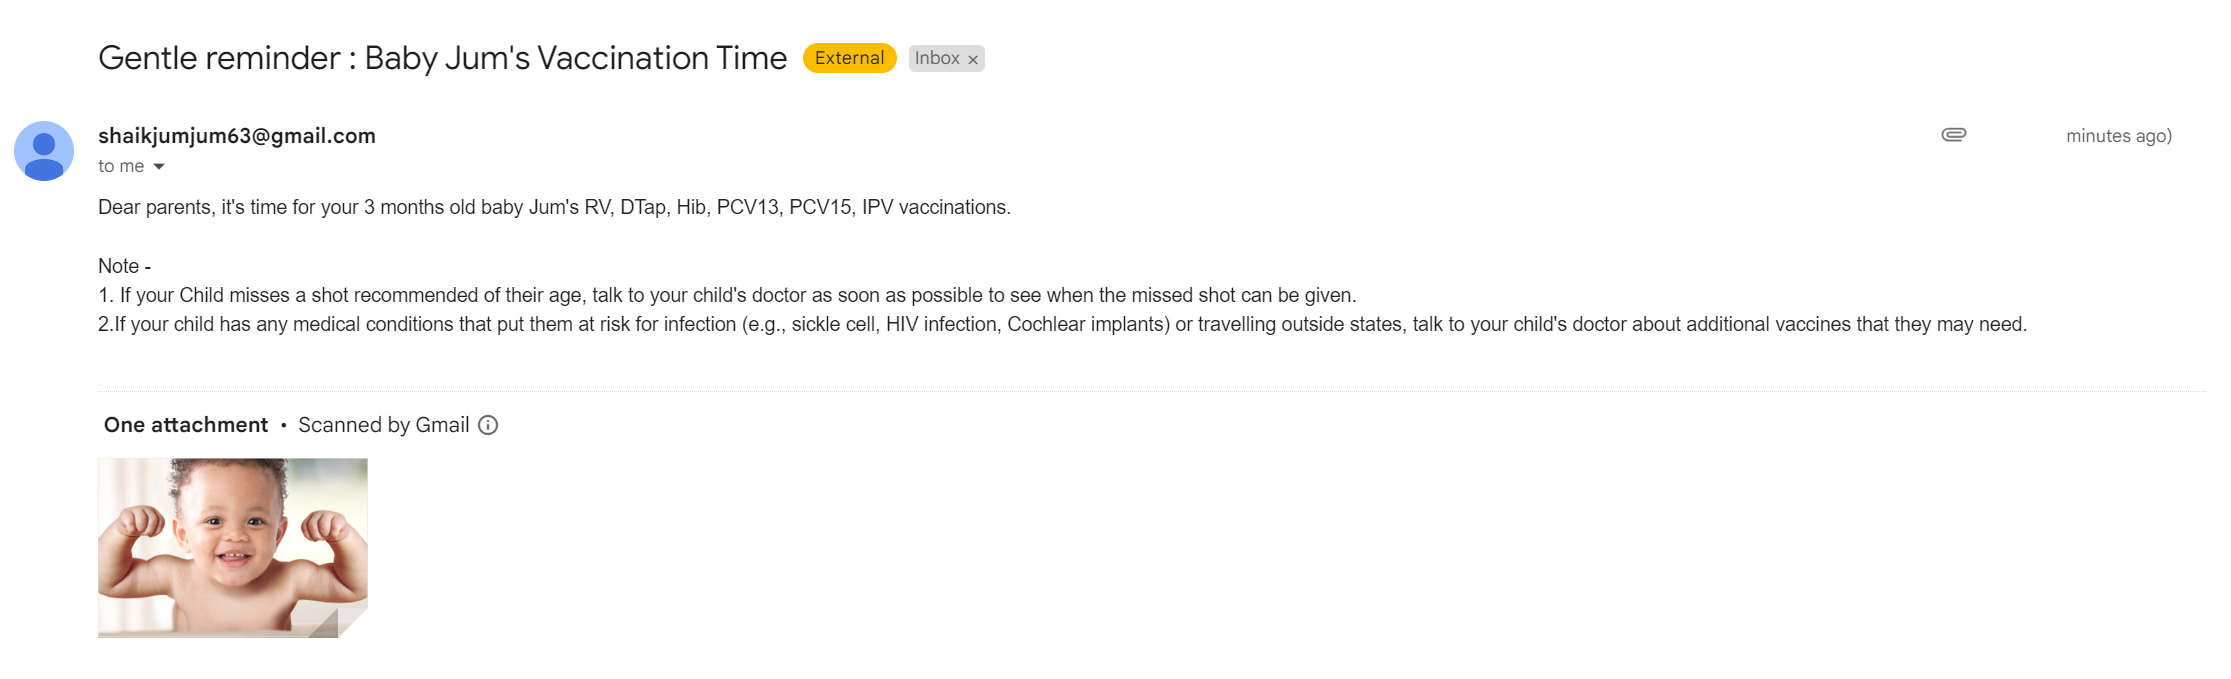 Gentle reminder : Baby Jum's Vaccination Time External Inbox ×
shaikjumjum63@gmail.com minutes ago)
to me
Dear parents, it's time for your 3 months old baby Jum's RV, DTap, Hib, PCV13, PCV15, IPV vaccinations.
Note -
1. If your Child misses a shot recommended of their age, talk to your child's doctor as soon as possible to see when the missed shot can be given.
2.If your child has any medical conditions that put them at risk for infection (e.g., sickle cell, HIV infection, Cochlear implants) or travelling outside states, talk to your child's doctor about additional vaccines that they may need.
One attachment • Scanned by Gmail